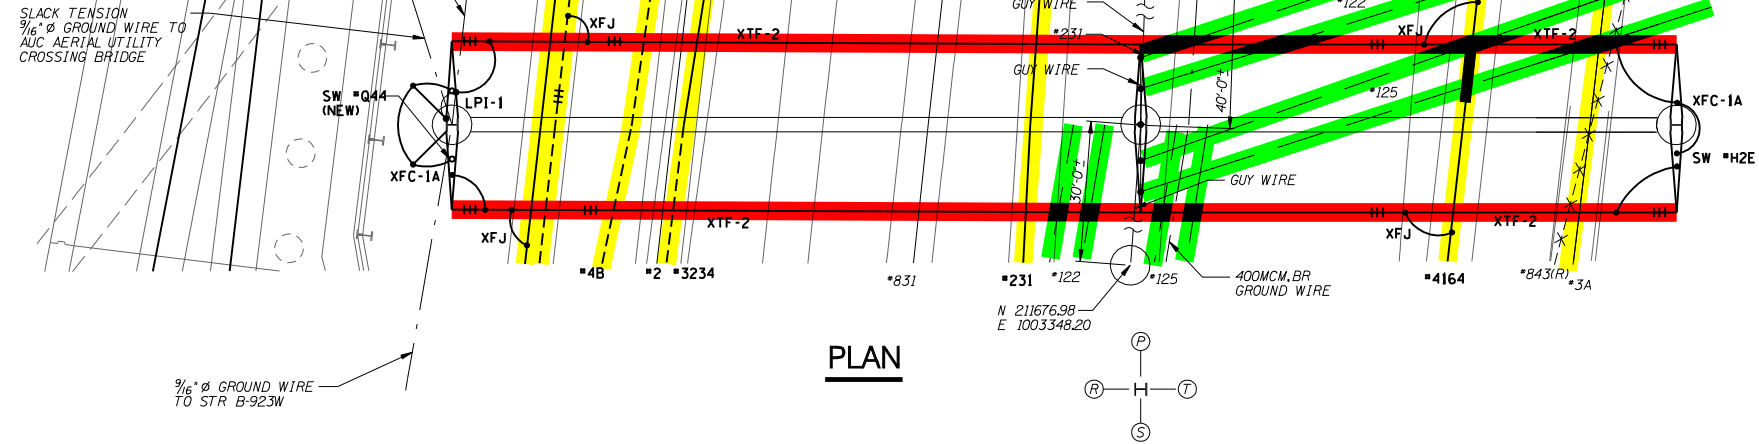 SLACK TENSION
9/16"Ø GROUND WIRE TO
AUC AERIAL UTILITY
CROSSING BRIDGE
XFJ
XTF-2
GUY WIRE
*231
GUY WIRE
*122
XFJ
XTF-2
SW *Q44
(NEW)
LPI-1
40'-0"±
*125
XFC-1A
XFC-1A
30'-0"±
SW *H2E
GUY WIRE
XFJ
XTF-2
XFJ
XTF-2
*4B
*2
*3234
*831
*231
*122
*125
400MCM,BR
GROUND WIRE
*4164
*843(R)
*3A
N 211676.98
E 1003348.20
PLAN
P
R
H
T
S
9/16"Ø GROUND WIRE
TO STR B-923W